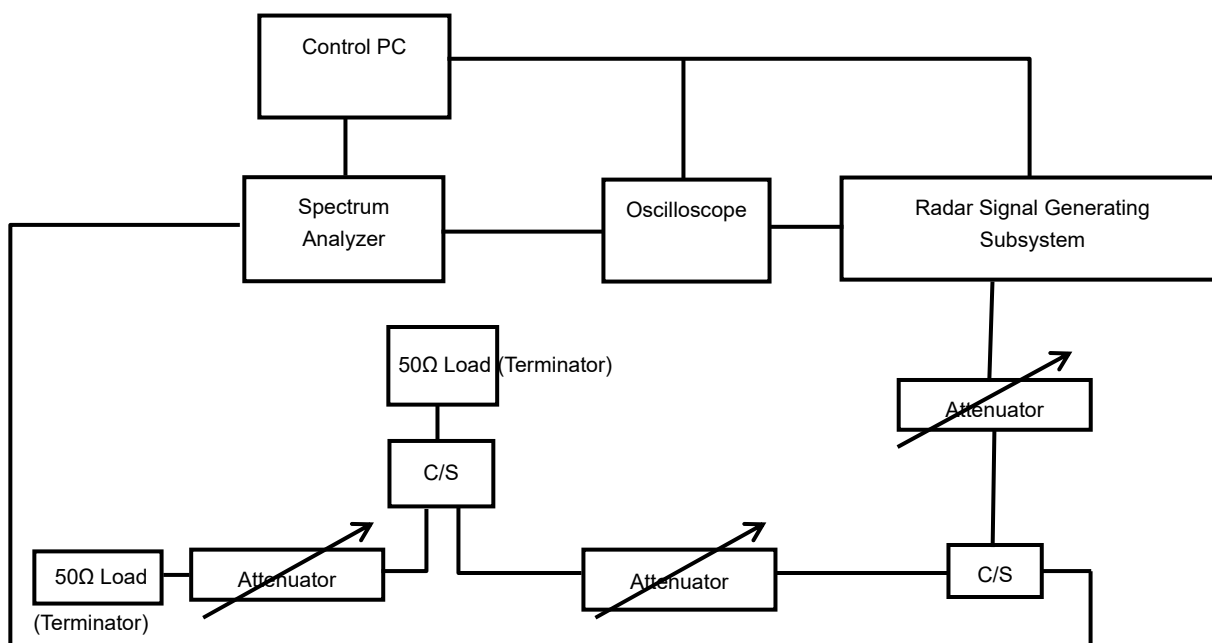 Control PC
Spectrum
Analyzer
Oscilloscope
Radar Signal Generating
Subsystem
50Ω Load (Terminator)
Attenuator
C/S
50Ω Load
(Terminator)
Attenuator
Attenuator
C/S